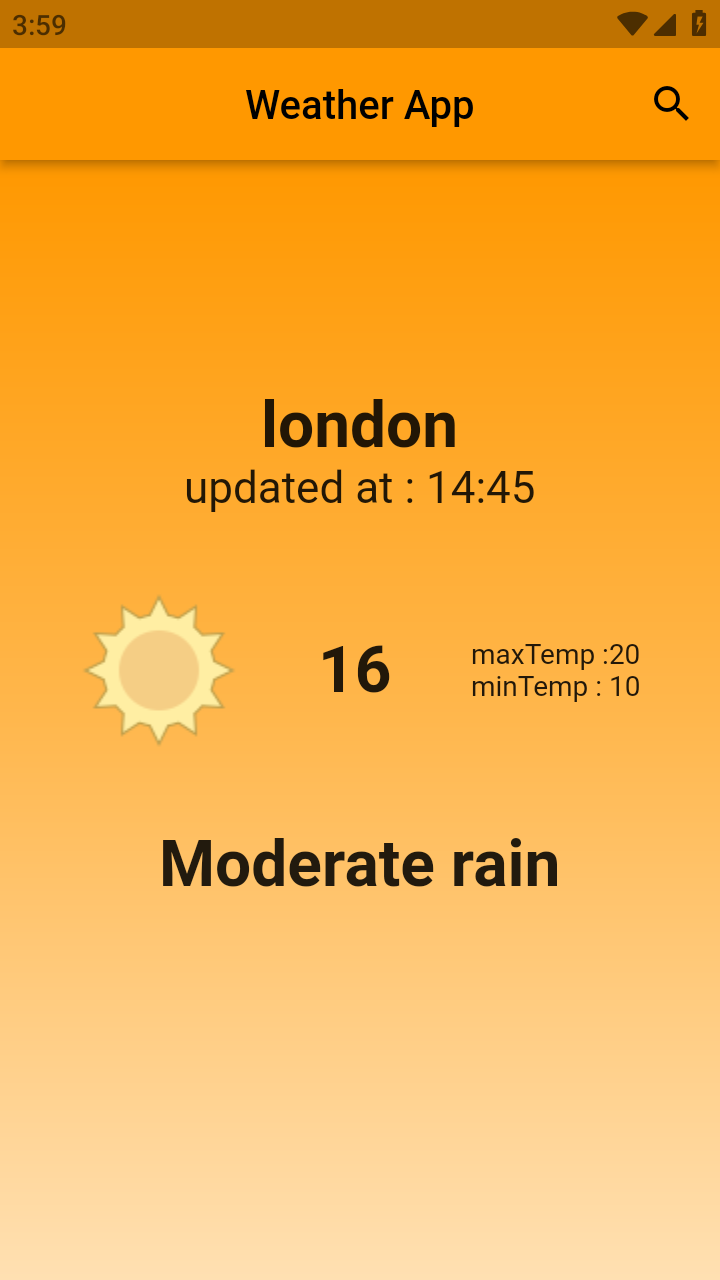 3:59
Weather App
london
updated at : 14:45
16
maxTemp :20
minTemp : 10
Moderate rain